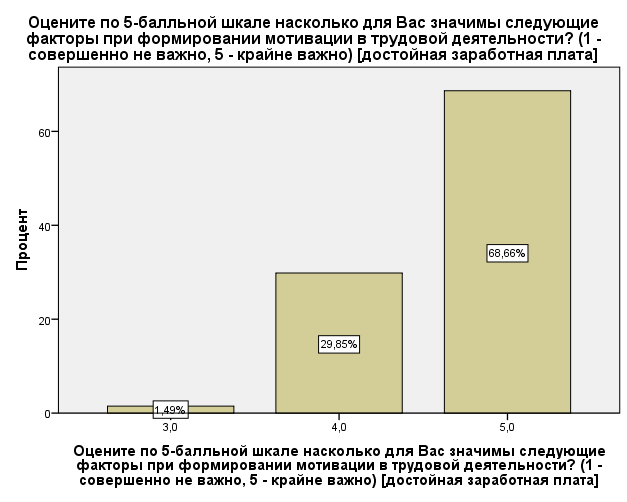 Оцените по 5-балльной шкале насколько для Вас значимы следующие
факторы при формировании мотивации в трудовой деятельности? (1 -
совершенно не важно, 5 - крайне важно) [достойная заработная плата]
Процент
60
40
20
0
1,49%
29,85%
68,66%
3,0
4,0
5,0
Оцените по 5-балльной шкале насколько для Вас значимы следующие
факторы при формировании мотивации в трудовой деятельности? (1 -
совершенно не важно, 5 - крайне важно) [достойная заработная плата]